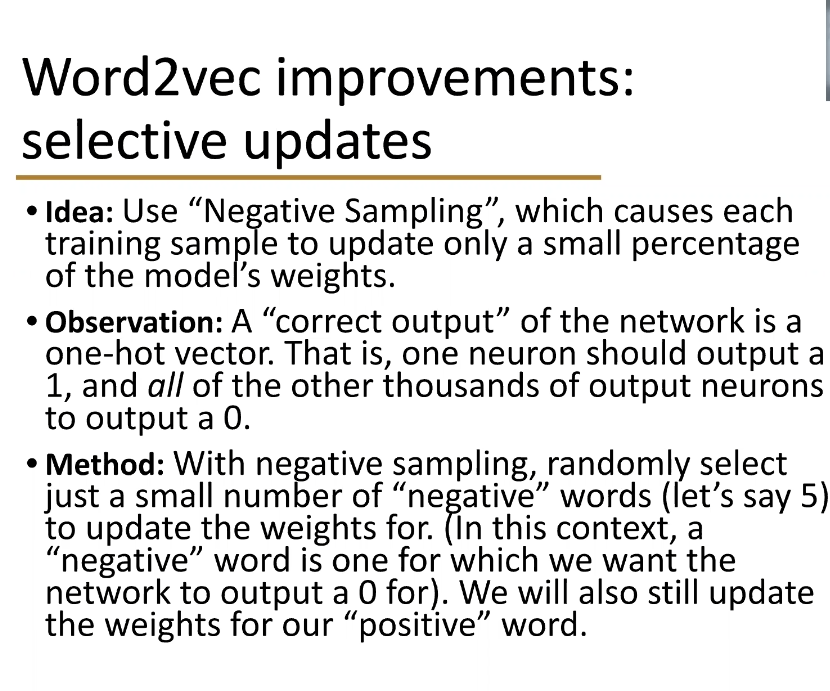 Word2vec improvements:
selective updates
• Idea: Use “Negative Sampling”, which causes each
training sample to update only a small percentage
of the model’s weights.
• Observation: A “correct output” of the network is a
one-hot vector. That is, one neuron should output a
1, and all of the other thousands of output neurons
to output a 0.
• Method: With negative sampling, randomly select
just a small number of “negative” words (let’s say 5)
to update the weights for. (In this context, a
“negative” word is one for which we want the
network to output a 0 for). We will also still update
the weights for our “positive” word.